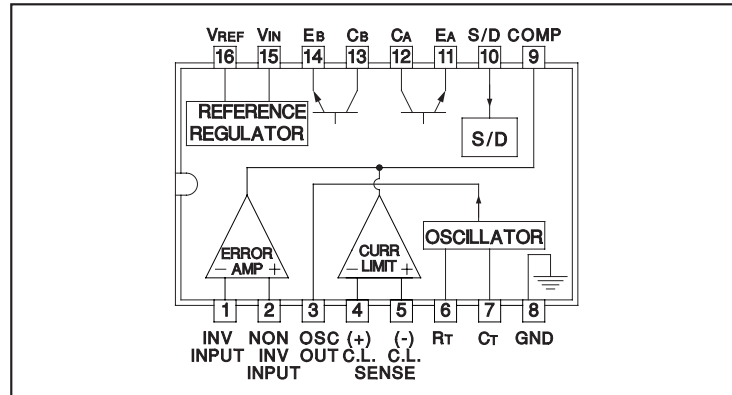 VREF VIN EB CB CA EA S/D COMP
16 15 14 13 12 11 10 9
REFERENCE
REGULATOR
S/D
OSCILLATOR
ERROR
- AMP +
CURR
- LIMIT +
1 2 3 4 5 6 7 8
INV NON OSC (+) (-) RT CT GND
INPUT INV OUT C.L. C.L.
INPUT SENSE